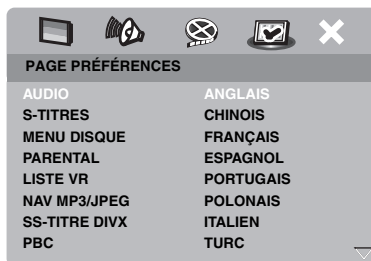 PAGE PRÉFÉRENCES
AUDIO ANGLAIS
S-TITRES CHINOIS
MENU DISQUE FRANÇAIS
PARENTAL ESPAGNOL
LISTE VR PORTUGAIS
NAV MP3/JPEG POLONAIS
SS-TITRE DIVX ITALIEN
PBC TURC